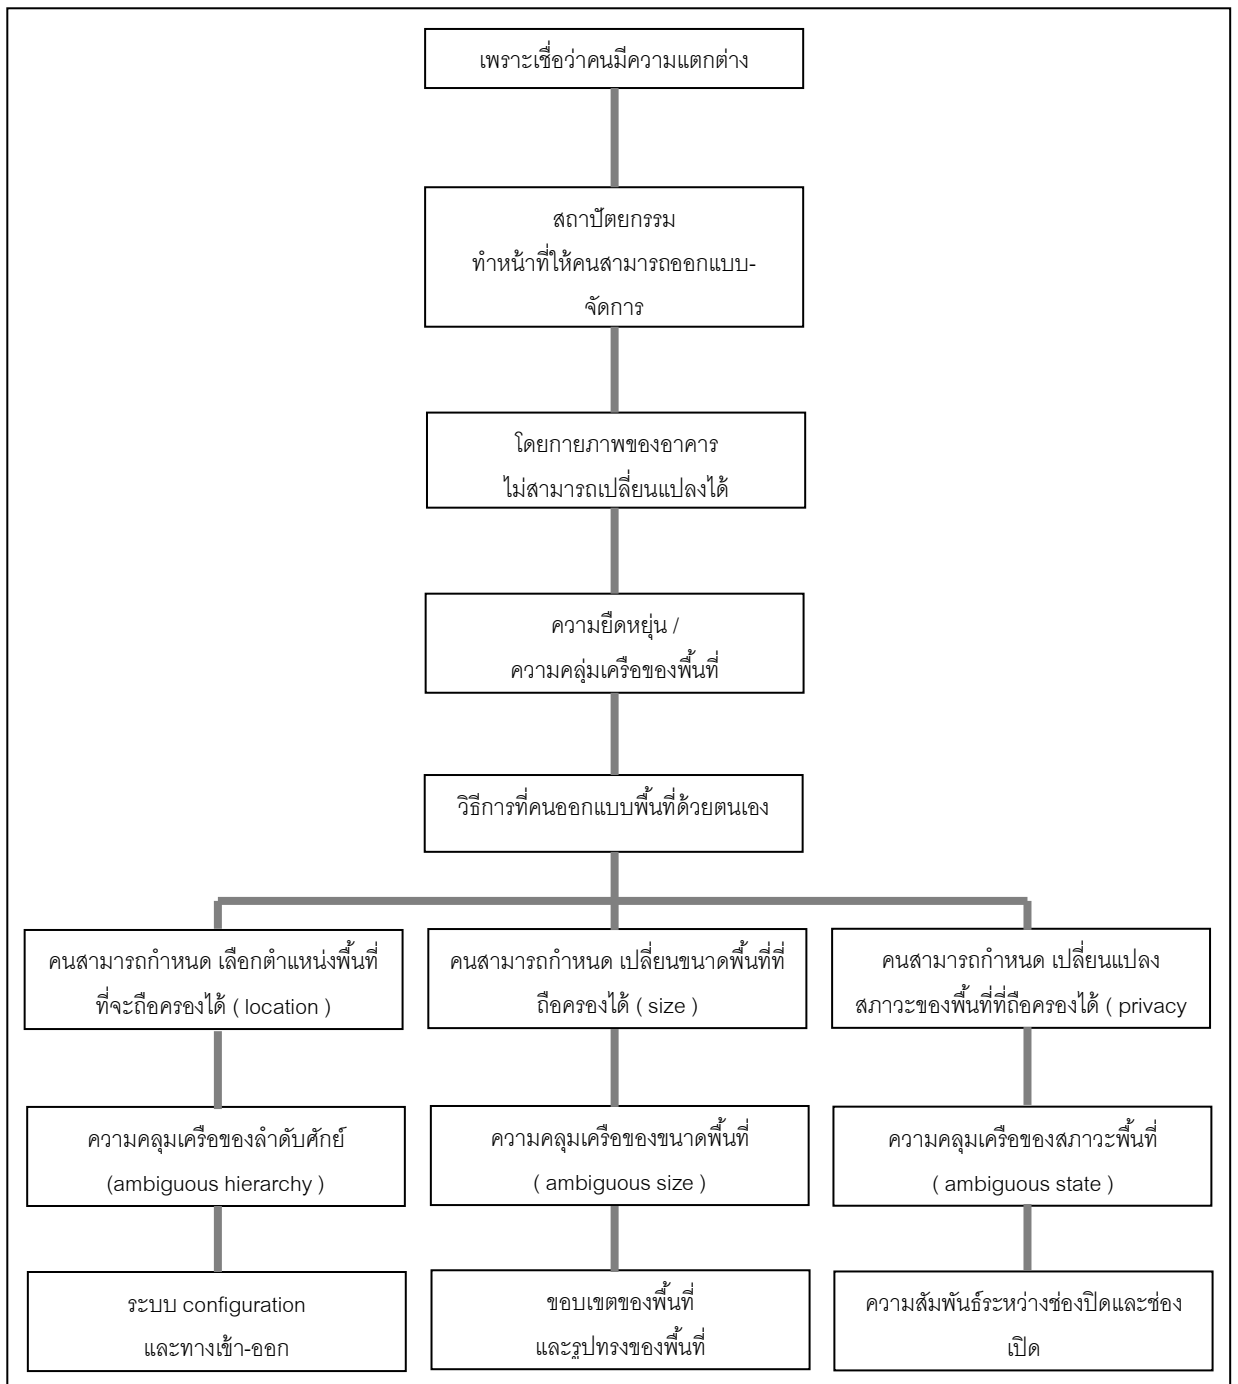 เพราะเชื่อว่าคนมีความแตกต่าง
สถาปัตยกรรม
ทำหน้าที่ให้คนสามารถออกแบบ-
จัดการ
โดยกายภาพของอาคาร
ไม่สามารถเปลี่ยนแปลงได้
ความยืดหยุ่น /
ความคลุ่มเครือของพื้นที่
วิธีการที่คนออกแบบพื้นที่ด้วยตนเอง
คนสามารถกำหนด เลือกตำแหน่งพื้นที่
ที่จะถือครองได้ ( location )
คนสามารถกำหนด เปลี่ยนขนาดพื้นที่ที่
ถือครองได้ ( size )
คนสามารถกำหนด เปลี่ยนแปลง
สภาวะของพื้นที่ที่ถือครองได้ ( privacy
ความคลุมเครือของลำดับศักย์
(ambiguous hierarchy )
ความคลุมเครือของขนาดพื้นที่
( ambiguous size )
ความคลุมเครือของสภาวะพื้นที่
( ambiguous state )
ระบบ configuration
และทางเข้า-ออก
ขอบเขตของพื้นที่
และรูปทรงของพื้นที่
ความสัมพันธ์ระหว่างช่องปิดและช่อง
เปิด